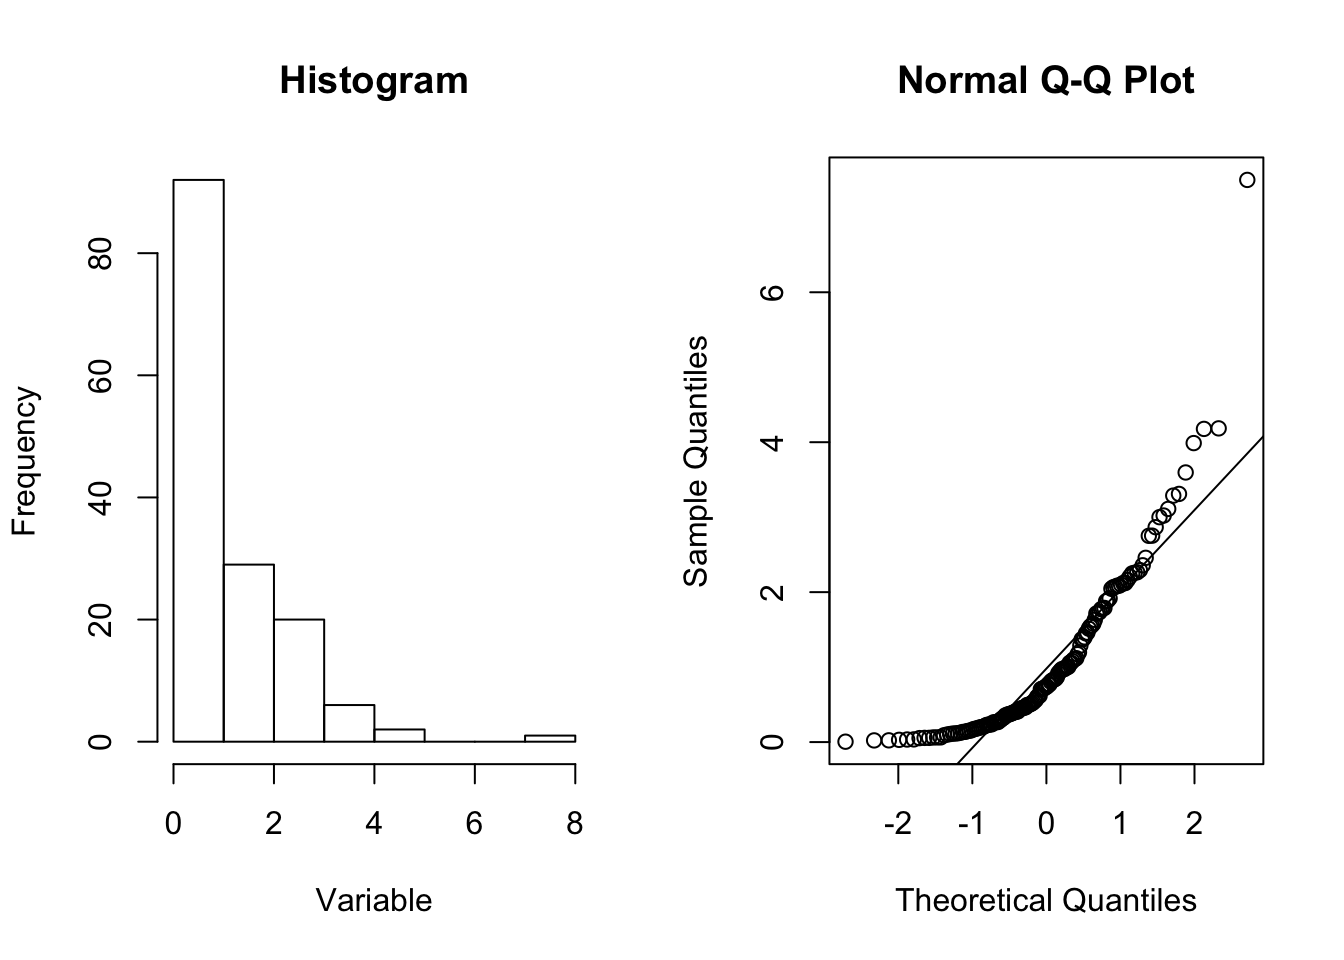 Histogram
Frequency
0
20
40
60
80
0 2 4 6 8
Variable
Normal Q-Q Plot
Sample Quantiles
0
2
4
6
-2 -1 0 1 2
Theoretical Quantiles